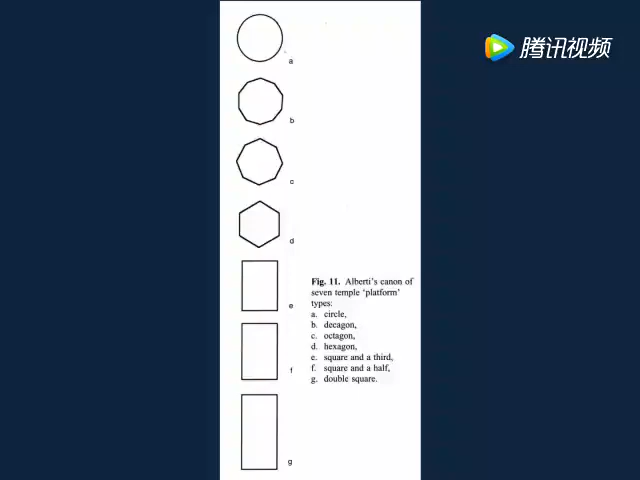 腾讯视频
a
b
c
d
e
f
g
Fig. 11. Alberti's canon of
seven temple 'platform'
types:
a. circle,
b. decagon,
c. octagon,
d. hexagon,
e. square and a third,
f. square and a half,
g. double square.